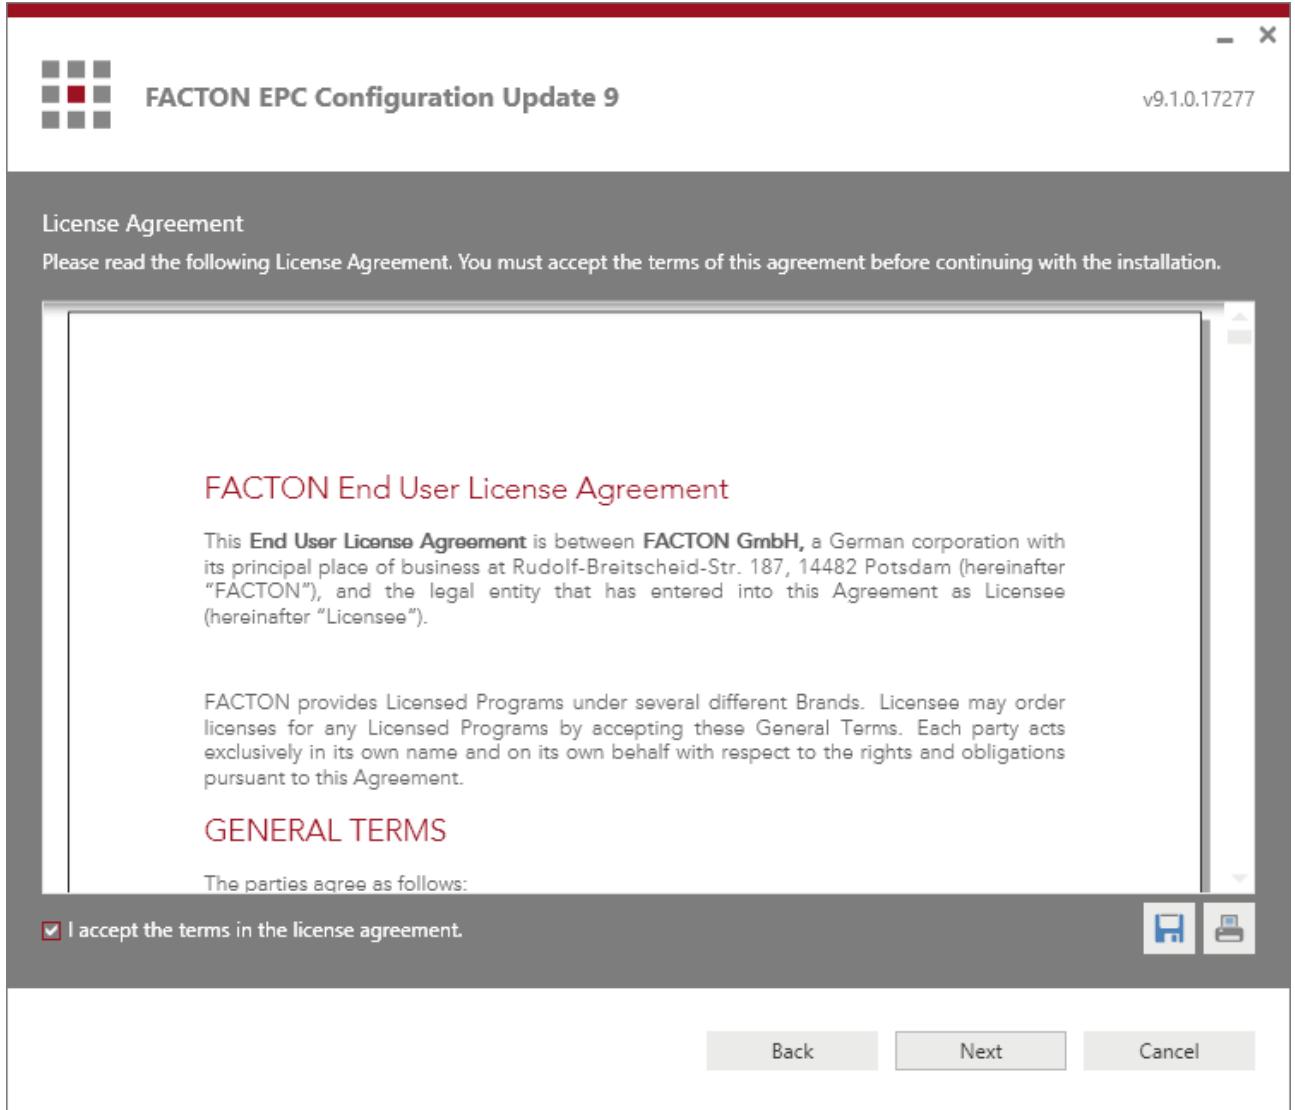 FACTON EPC Configuration Update 9
v9.1.0.17277
License Agreement
Please read the following License Agreement. You must accept the terms of this agreement before continuing with the installation.
FACTON End User License Agreement
This End User License Agreement is between FACTON GmbH, a German corporation with
its principal place of business at Rudolf-Breitscheid-Str. 187, 14482 Potsdam (hereinafter
“FACTON”), and the legal entity that has entered into this Agreement as Licensee
(hereinafter “Licensee”).
FACTON provides Licensed Programs under several different Brands. Licensee may order
licenses for any Licensed Programs by accepting these General Terms. Each party acts
exclusively in its own name and on its own behalf with respect to the rights and obligations
pursuant to this Agreement.
GENERAL TERMS
The parties agree as follows:
I accept the terms in the license agreement.
Back
Next
Cancel